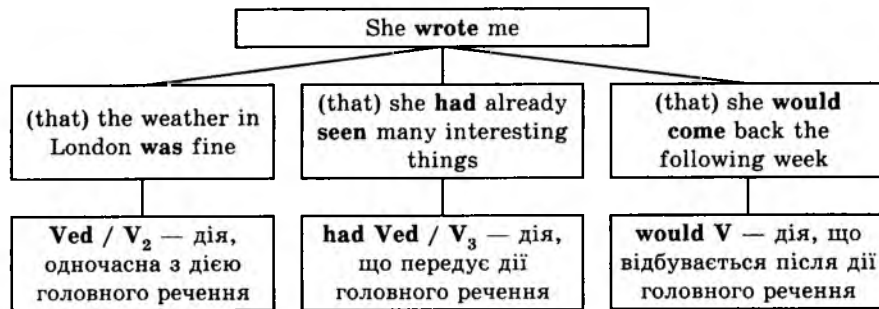 She wrote me
(that) the weather in
London was fine
(that) she had already
seen many interesting
things
(that) she would
come back the
following week
Ved / V₂ — дія,
одночасна з дією
головного речення
had Ved / V₃ — дія,
що передує дії
головного речення
would V — дія, що
відбувається після дії
головного речення